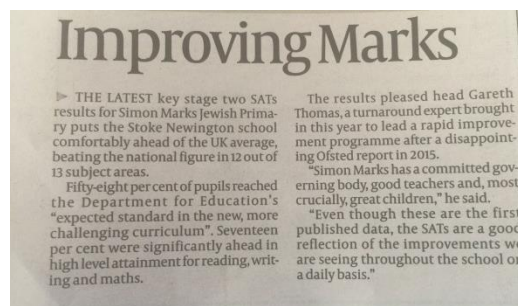 Improving Marks
THE LATEST key stage two SATs
results for Simon Marks Jewish Prima-
ry puts the Stoke Newington school
comfortably ahead of the UK average,
beating the national figure in 12 out of
13 subject areas.
Fifty-eight per cent of pupils reached
the Department for Education's
"expected standard in the new, more
challenging curriculum". Seventeen
per cent were significantly ahead in
high level attainment for reading, writ-
ing and maths.
The results pleased head Gareth
Thomas, a turnaround expert brought
in this year to lead a rapid improve-
ment programme after a disappoint-
ing Ofsted report in 2015.
"Simon Marks has a committed gov-
erning body, good teachers and, most
crucially, great children," he said.
"Even though these are the first
published data, the SATs are a good
reflection of the improvements w
are seeing throughout the school o
a daily basis."